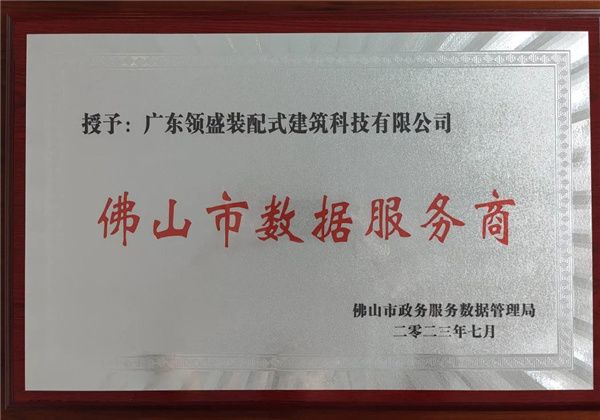 授予：广东领盛装配式建筑科技有限公司
佛山市数据服务商
佛山市政务服务数据管理局
二零二三年七月